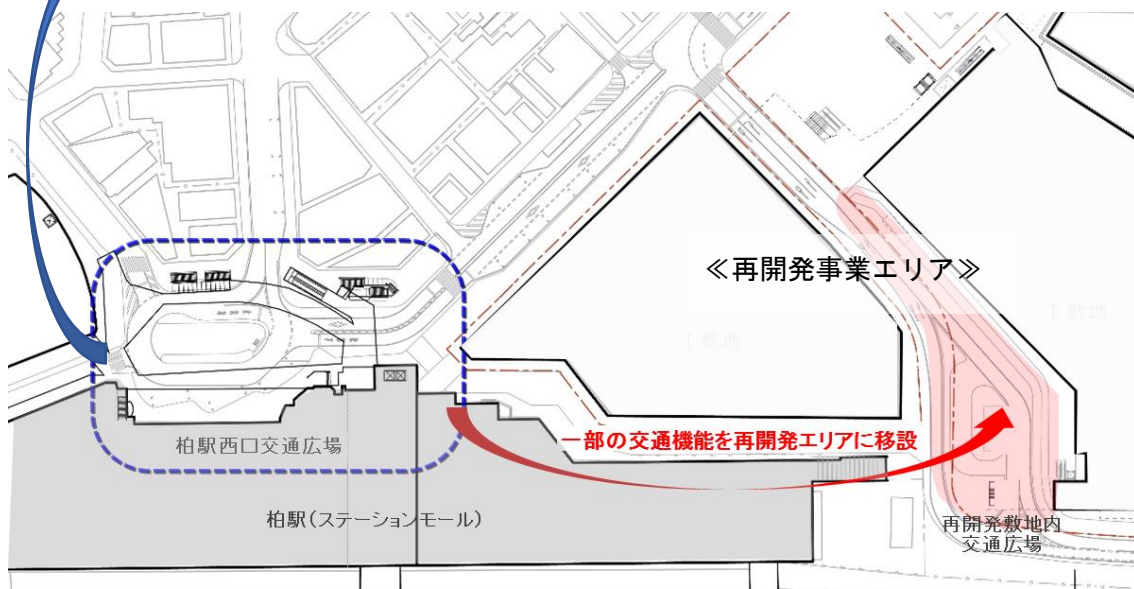 ≪再開発事業エリア≫
Ⅰ敷地
Ⅱ敷地
一部の交通機能を再開発エリアに移設
柏駅西口交通広場
柏駅(ステーションモール)
再開発敷地内
交通広場